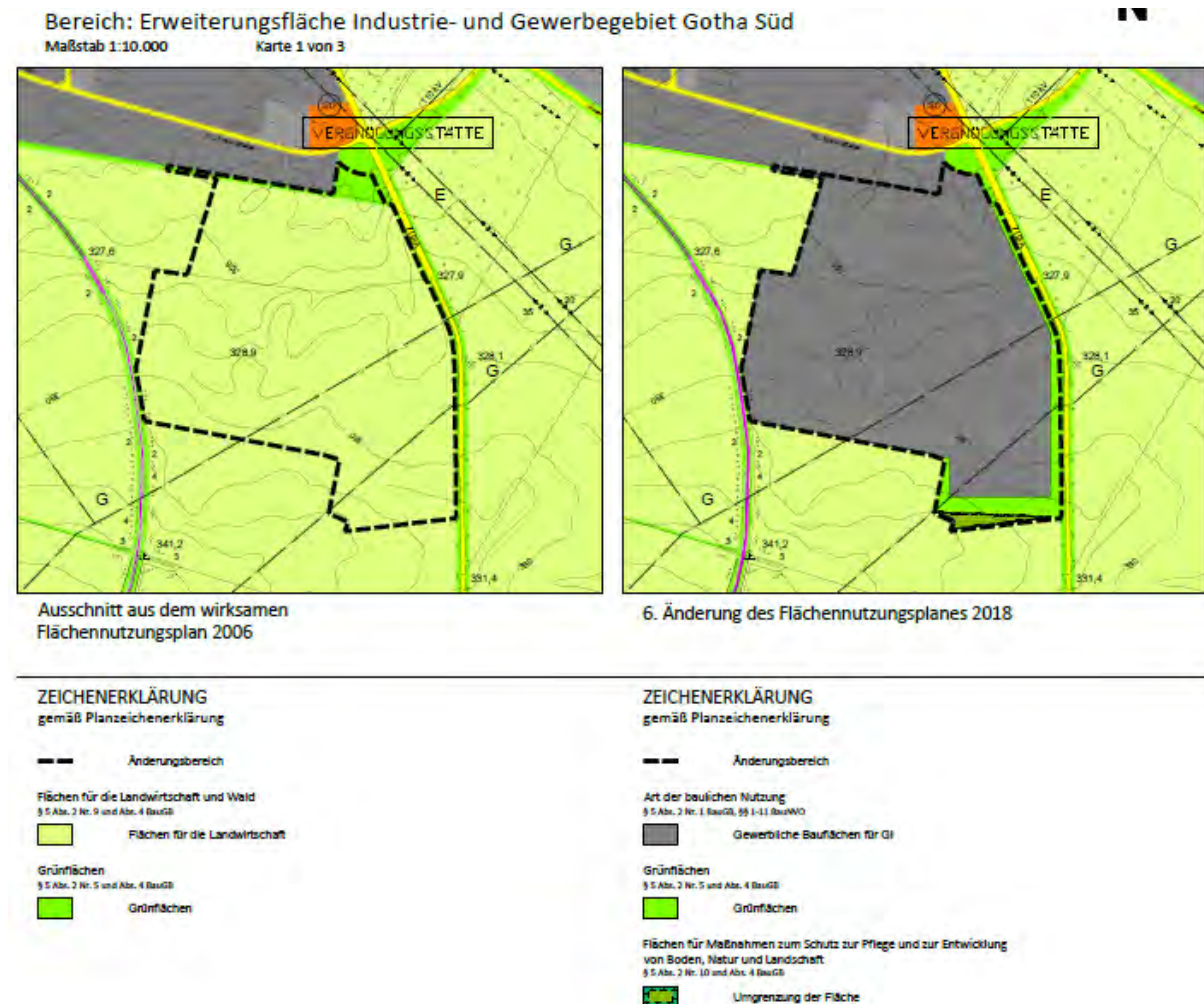 Bereich: Erweiterungsfläche Industrie- und Gewerbegebiet Gotha Süd
Maßstab 1:10.000 Karte 1 von 3
N
VERGNÜGUNGSSTÄTTE
110kV
E
G
327,6
327,9
328,9
328,1
G
35
20
G
341,2
331,4
VERGNÜGUNGSSTÄTTE
110kV
E
G
327,6
327,9
328,9
328,1
G
35
20
G
341,2
331,4
Ausschnitt aus dem wirksamen
Flächennutzungsplan 2006
6. Änderung des Flächennutzungsplanes 2018
ZEICHENERKLÄRUNG
gemäß Planzeichenerklärung
Änderungsbereich
Flächen für die Landwirtschaft und Wald
§ 5 Abs. 2 Nr. 9 und Abs. 4 BauGB
Flächen für die Landwirtschaft
Grünflächen
§ 5 Abs. 2 Nr. 5 und Abs. 4 BauGB
Grünflächen
ZEICHENERKLÄRUNG
gemäß Planzeichenerklärung
Änderungsbereich
Art der baulichen Nutzung
§ 5 Abs. 2 Nr. 1 BauGB, §§ 1-11 BauNVO
Gewerbliche Bauflächen für GI
Grünflächen
§ 5 Abs. 2 Nr. 5 und Abs. 4 BauGB
Grünflächen
Flächen für Maßnahmen zum Schutz zur Pflege und zur Entwicklung
von Boden, Natur und Landschaft
§ 5 Abs. 2 Nr. 10 und Abs. 4 BauGB
Umgrenzung der Fläche